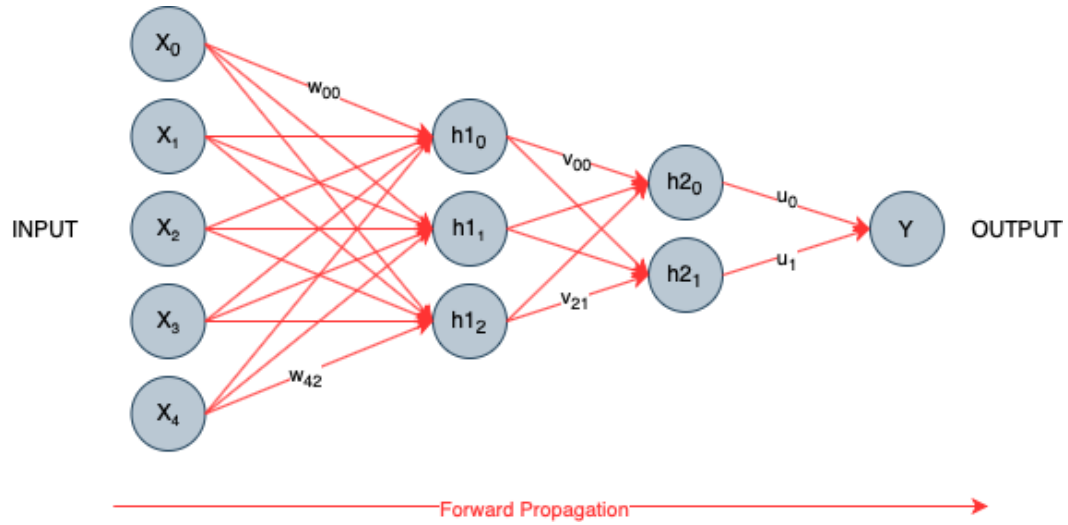 X₀
w₀₀
X₁
h1₀
v₀₀
h2₀
u₀
INPUT
X₂
h1₁
Y
OUTPUT
h2₁
u₁
X₃
h1₂
v₂₁
w₄₂
X₄
Forward Propagation